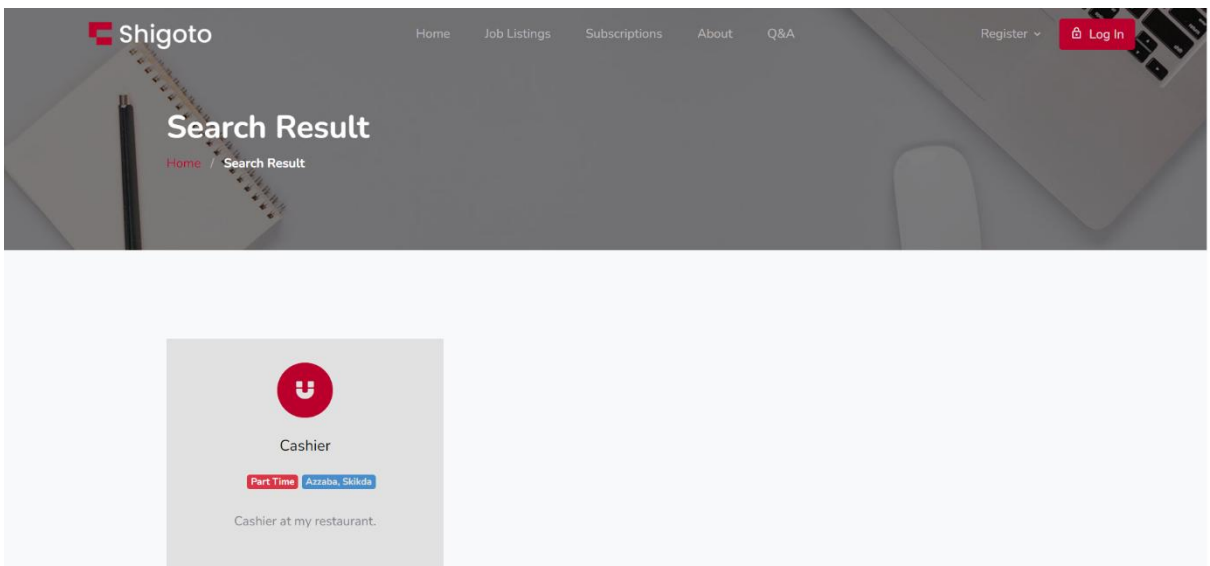 Shigoto
Home Job Listings Subscriptions About Q&A Register Log In
Search Result
Home / Search Result
Cashier
Part Time Azzaba, Skikda
Cashier at my restaurant.